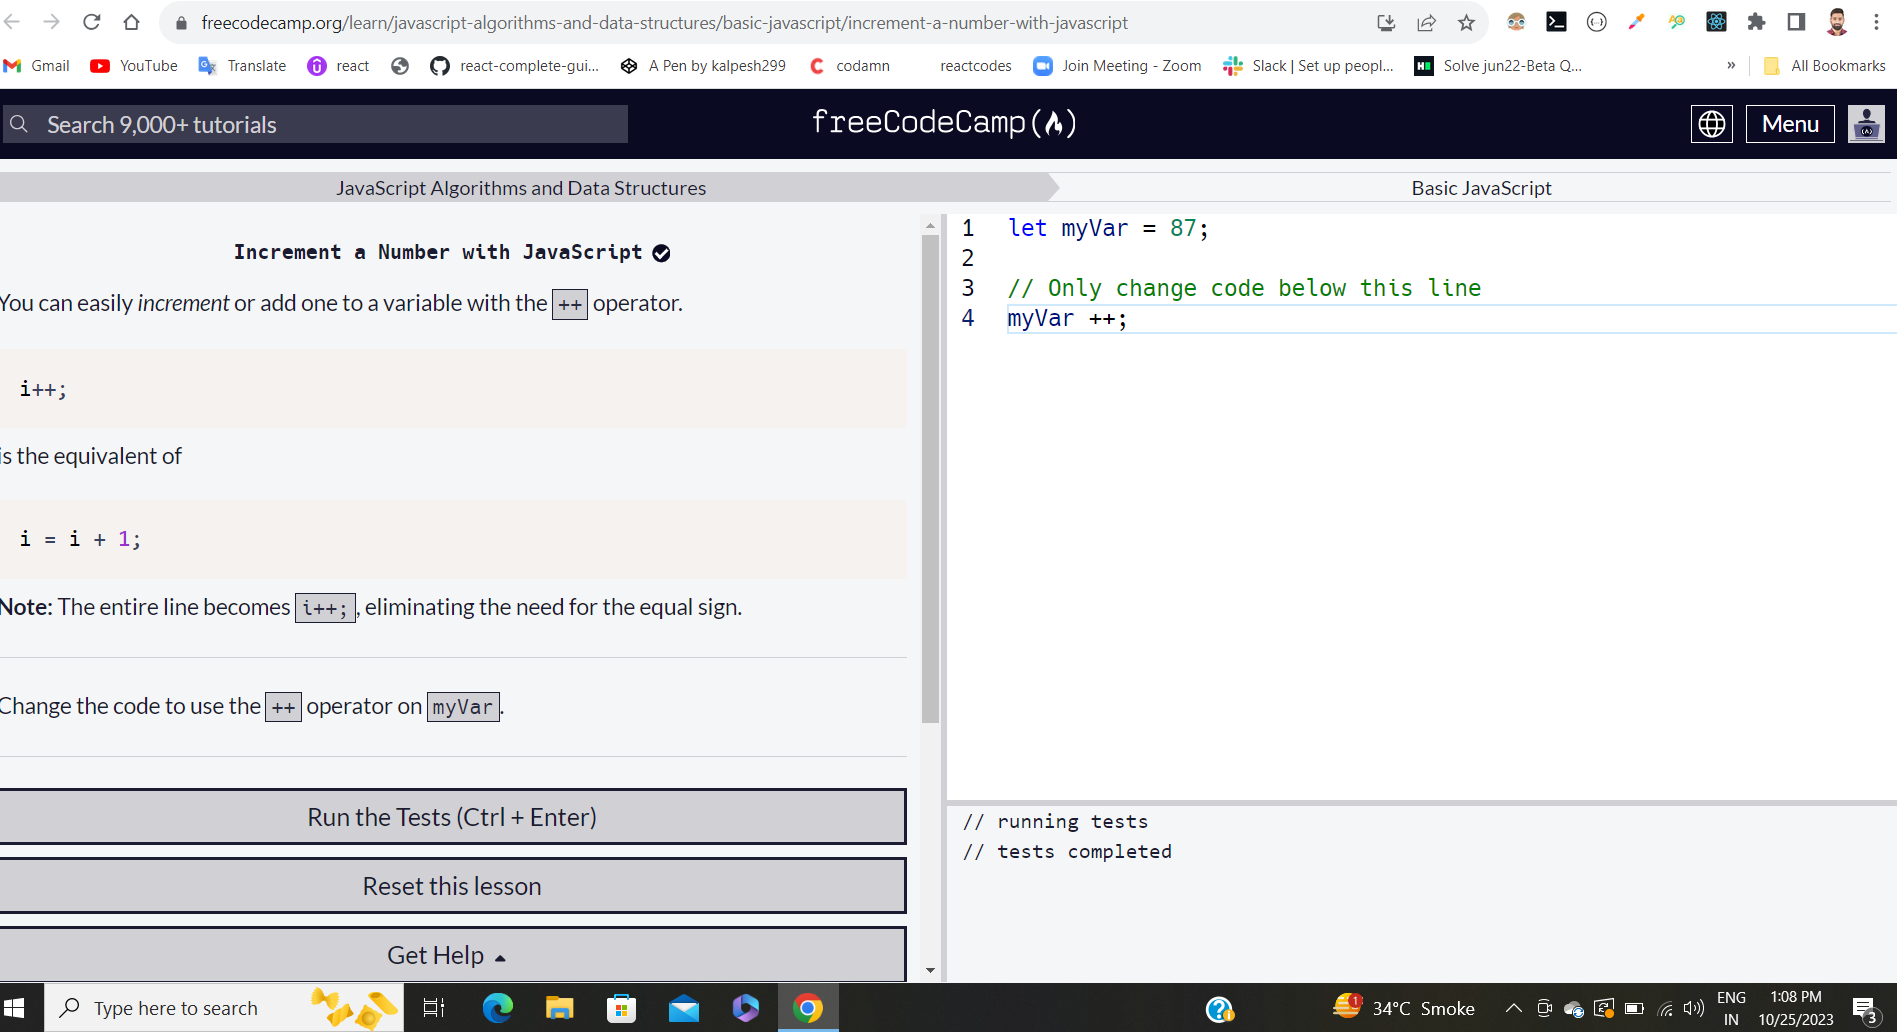 freecodecamp.org/learn/javascript-algorithms-and-data-structures/basic-javascript/increment-a-number-with-javascript
Gmail YouTube Translate react react-complete-gui... A Pen by kalpesh299 codamn reactcodes Join Meeting - Zoom Slack | Set up peopl... Solve jun22-Beta Q... » All Bookmarks
Search 9,000+ tutorials
freeCodeCamp
Menu
JavaScript Algorithms and Data Structures
Basic JavaScript
Increment a Number with JavaScript
You can easily increment or add one to a variable with the ++ operator.
i++;
is the equivalent of
i = i + 1;
Note: The entire line becomes i++;, eliminating the need for the equal sign.
Change the code to use the ++ operator on myVar.
Run the Tests (Ctrl + Enter)
Reset this lesson
Get Help
1 let myVar = 87;
2
3 // Only change code below this line
4 myVar ++;
// running tests
// tests completed
Type here to search
1
34°C Smoke
ENG
IN
1:08 PM
10/25/2023
3